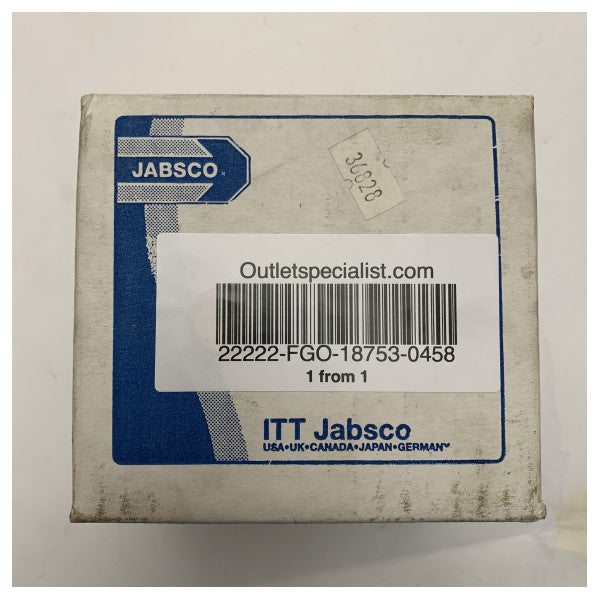 JABSCO®
36828
Outletspecialist.com
22222-FGO-18753-0458
1 from 1
ITT Jabsco
USA•UK•CANADA•JAPAN•GERMANY